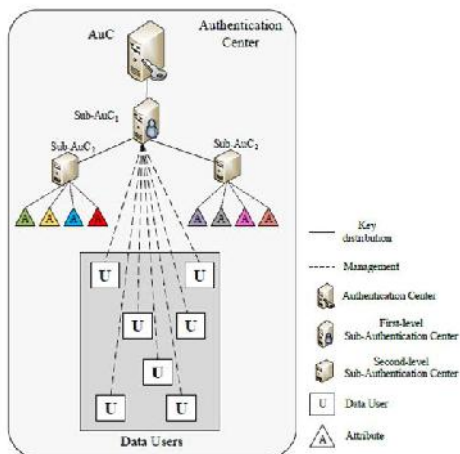 AuC
Authentication
Center
Sub-AuC₁
Sub-AuC₂
Sub-AuC₂
A A A A
A A A A
U U
U U
U
U U
Data Users
Key
distribution
Management
Authentication Center
First-level
Sub-Authentication Center
Second-level
Sub-Authentication Center
U Data User
A Attribute